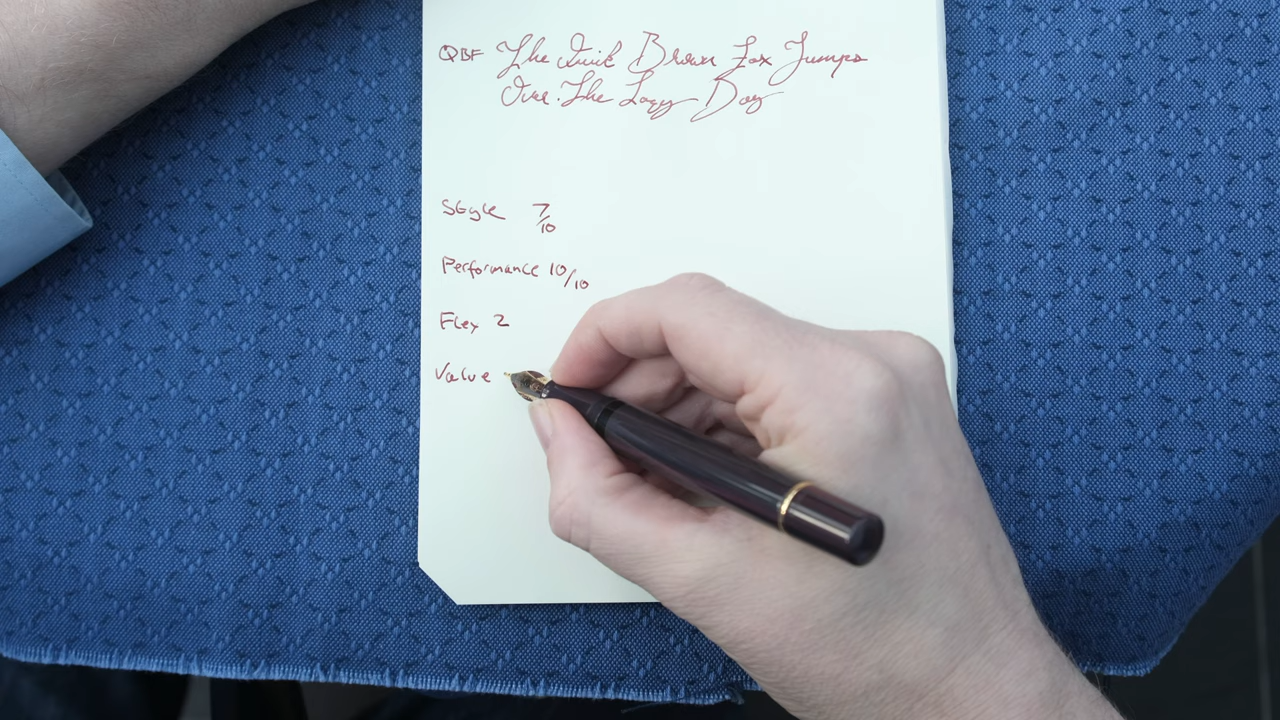 QBF The Quick Brown Fox Jumps
Over The Lazy Dog
Style 7/10
Performance 10/10
Flex 2
Value